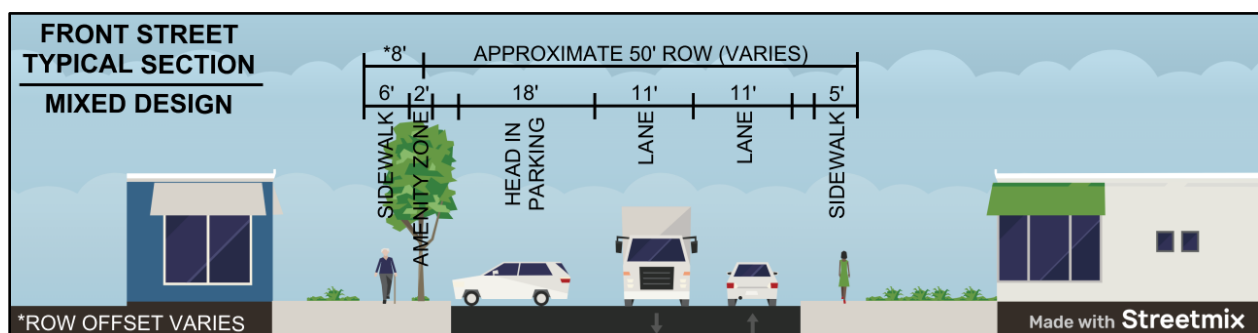 FRONT STREET
TYPICAL SECTION
MIXED DESIGN
*8'
APPROXIMATE 50' ROW (VARIES)
6'
2'
18'
11'
11'
5'
SIDEWALK
AMENITY ZONE
HEAD IN
PARKING
LANE
LANE
SIDEWALK
*ROW OFFSET VARIES
Made with Streetmix